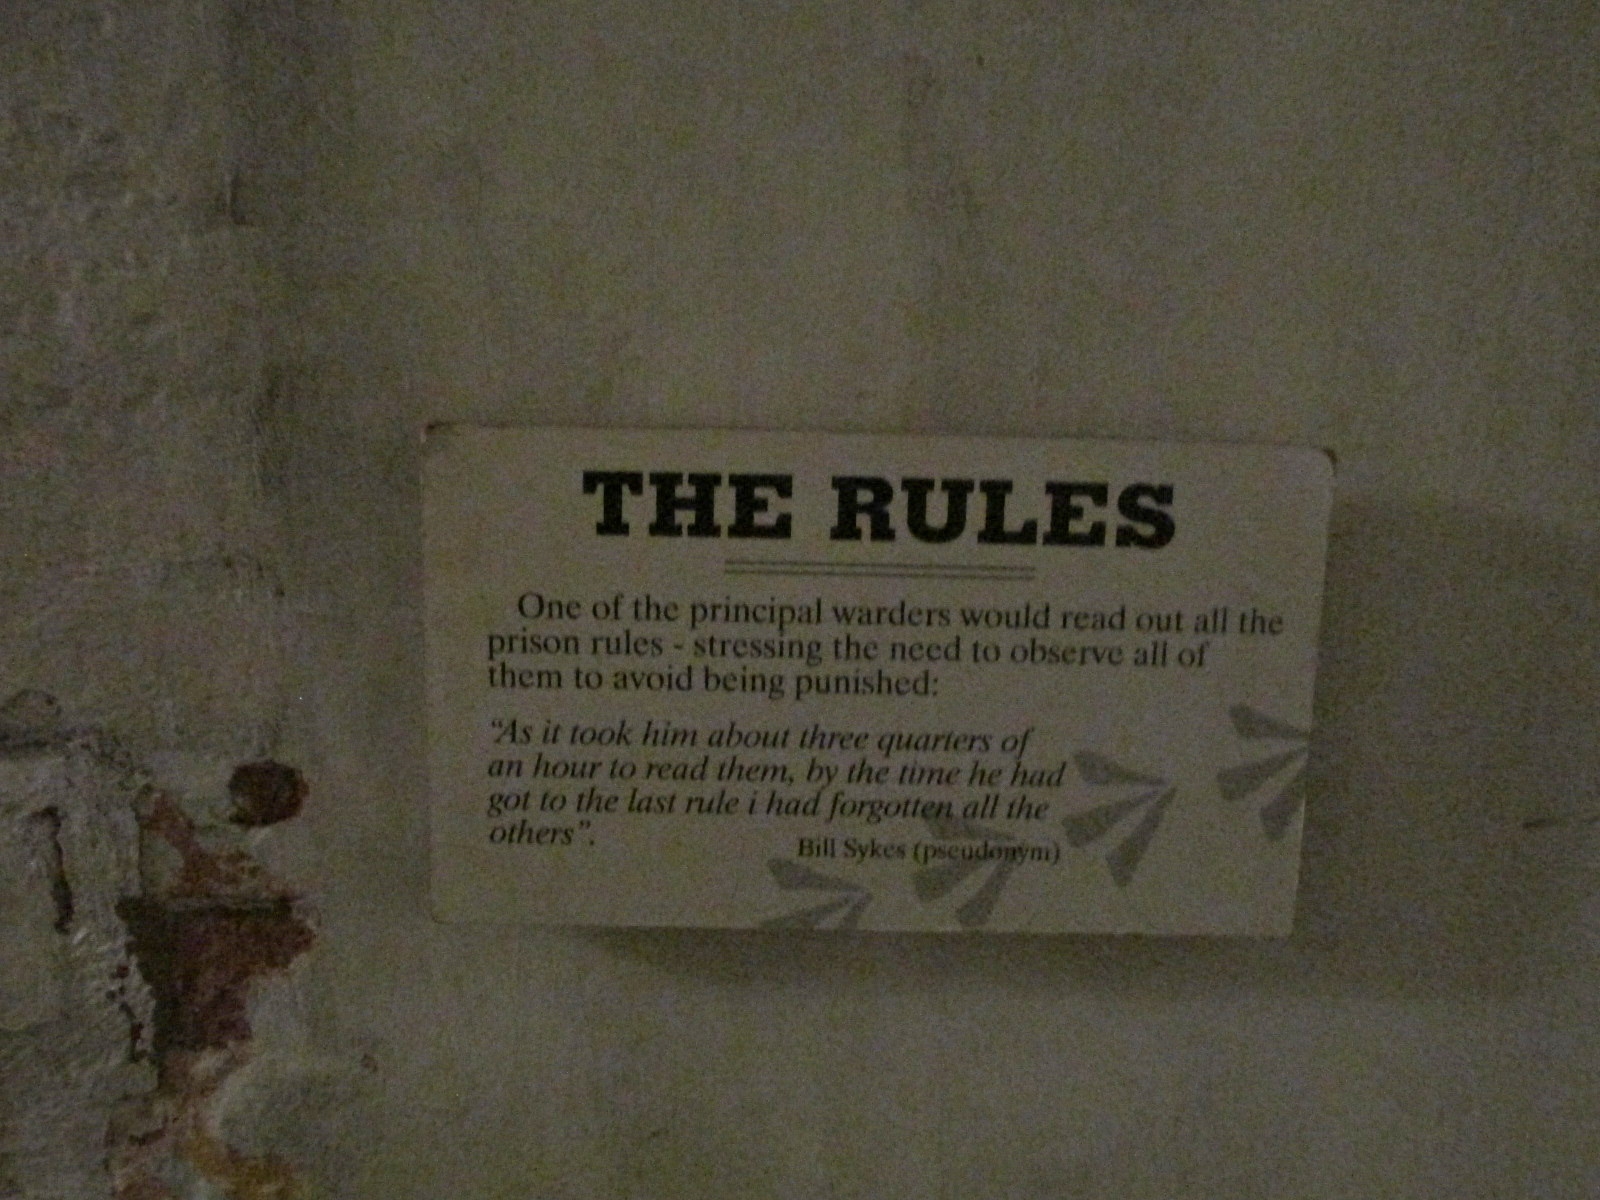 THE RULES
One of the principal warders would read out all the
prison rules - stressing the need to observe all of
them to avoid being punished:
"As it took him about three quarters of
an hour to read them, by the time he had
got to the last rule i had forgotten all the
others".
Bill Sykes (pseudonym)